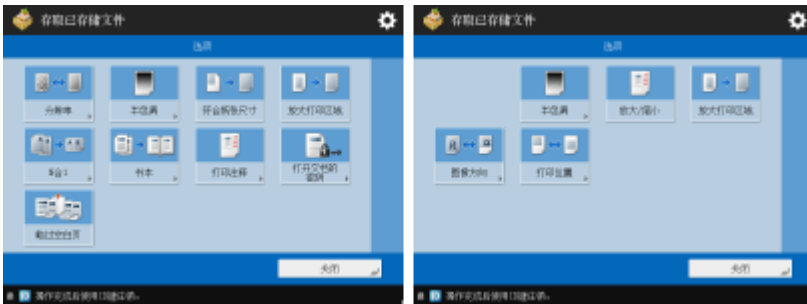 存取已存储文件
选项
分辨率
半色调
符合纸张尺寸
放大打印区域
N合1
书本
打印注释
打开文档的密码
跳过空白页
关闭
存取已存储文件
选项
半色调
放大/缩小
放大打印区域
图像方向
打印位置
关闭